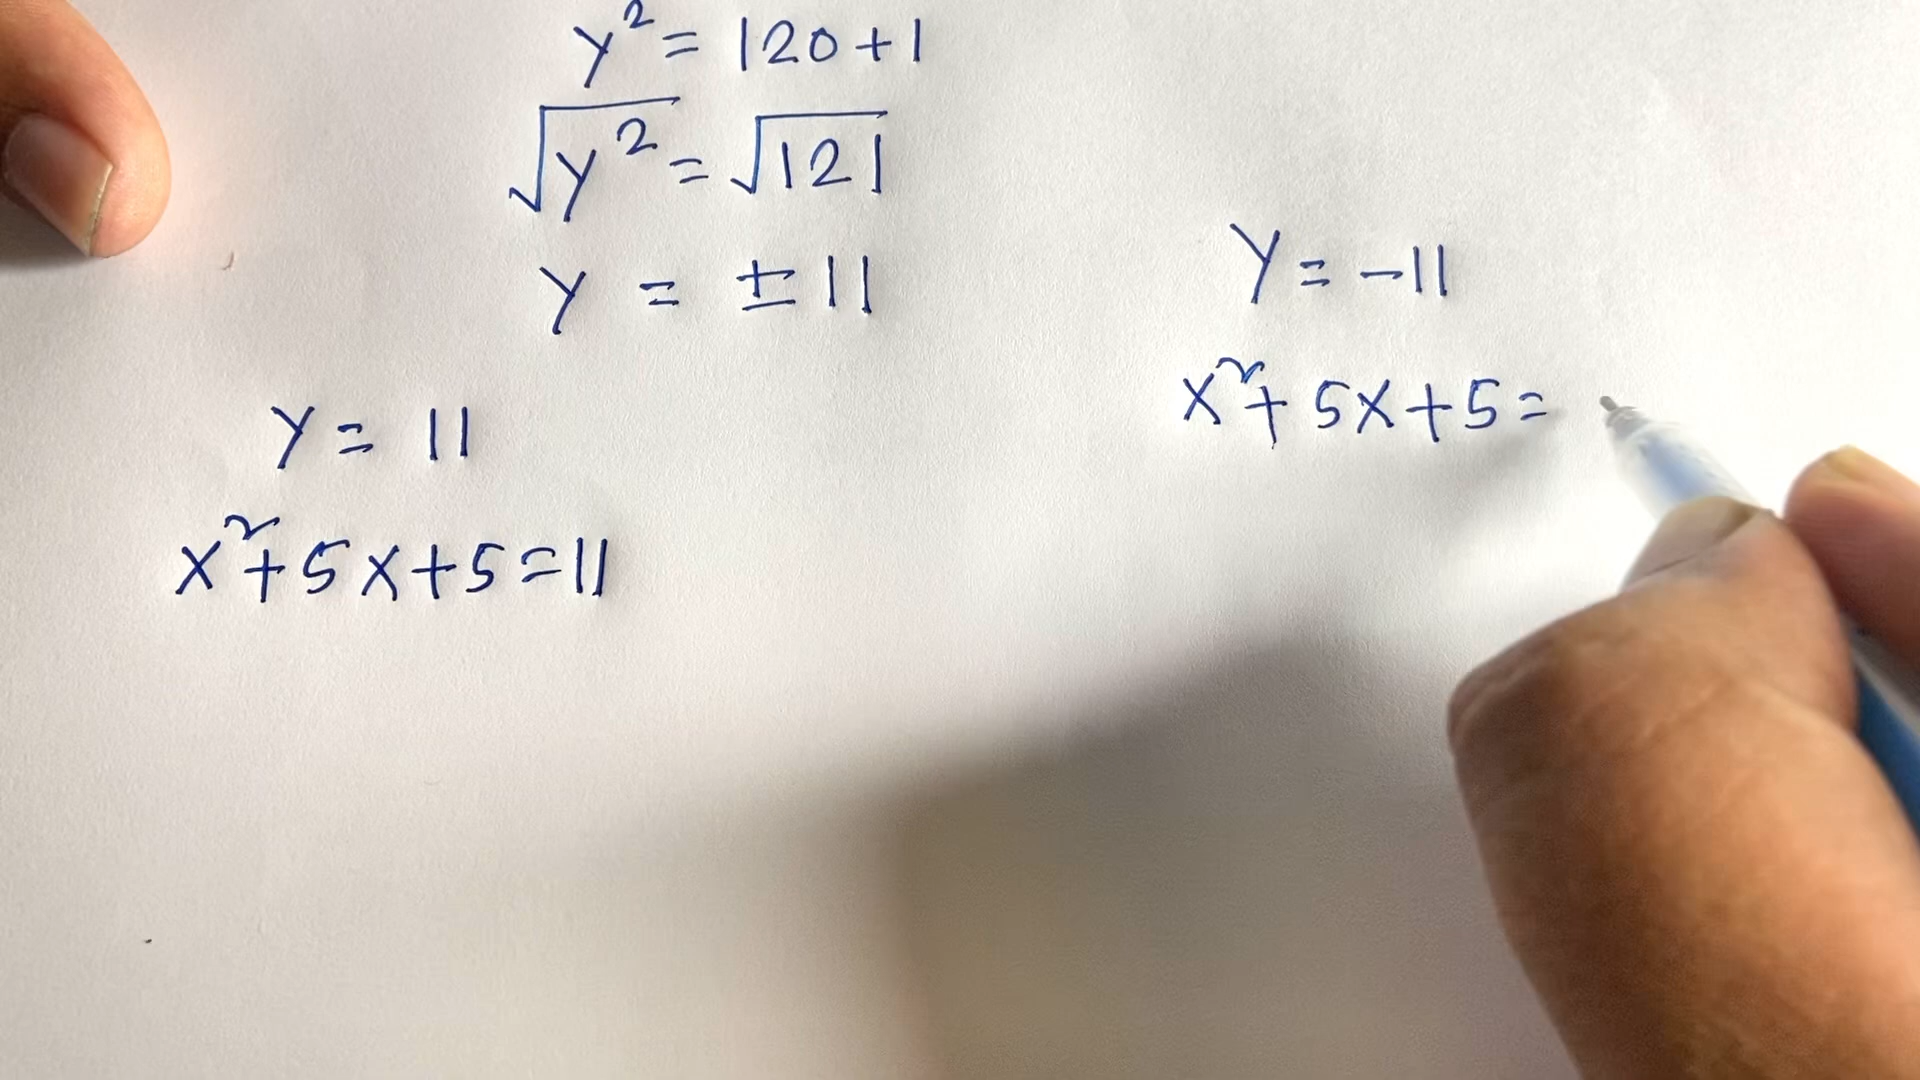 y² = 120 + 1
√y² = √121
y = ±11
y = 11
x² + 5x + 5 = 11
y = -11
x² + 5x + 5 =